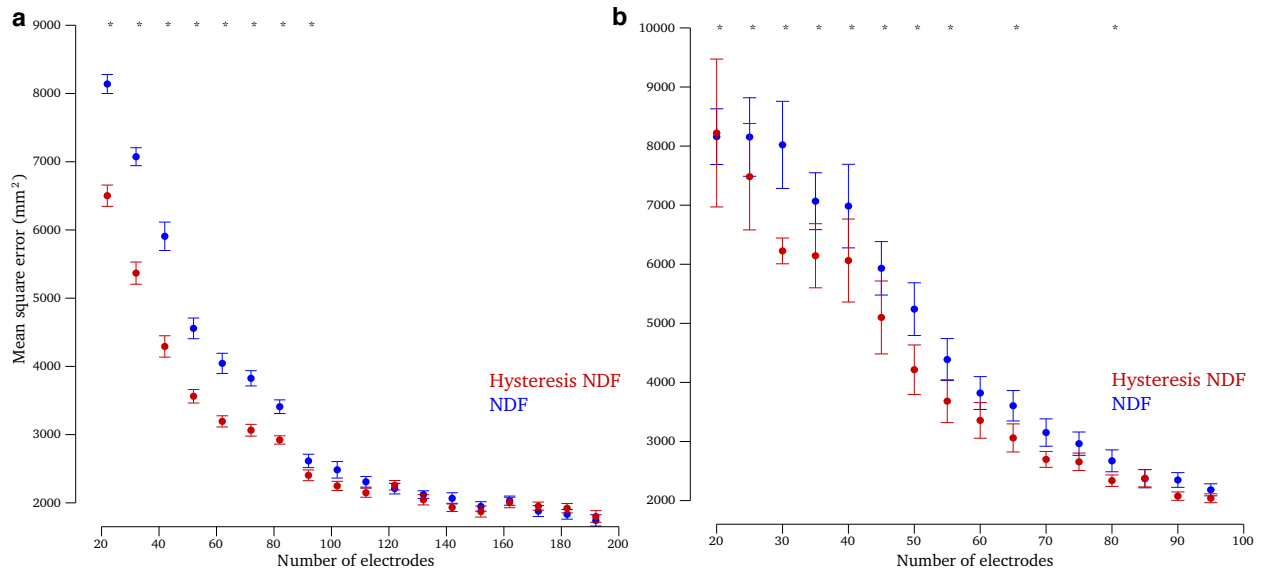 a
* * * * * * * *
9000
8000
7000
6000
5000
4000
3000
2000
Mean square error (mm²)
Hysteresis NDF
NDF
20 40 60 80 100 120 140 160 180 200
Number of electrodes
b
* * * * * * * * * *
10000
9000
8000
7000
6000
5000
4000
3000
2000
Hysteresis NDF
NDF
20 30 40 50 60 70 80 90 100
Number of electrodes